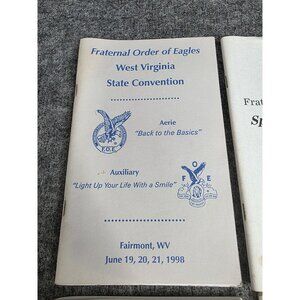 Fraternal Order of Eagles
West Virginia
State Convention
Aerie
"Back to the Basics"
F.O.E.
Auxiliary
"Light Up Your Life With a Smile"
F O E
Fairmont, WV
June 19, 20, 21, 1998
Frat
Sp